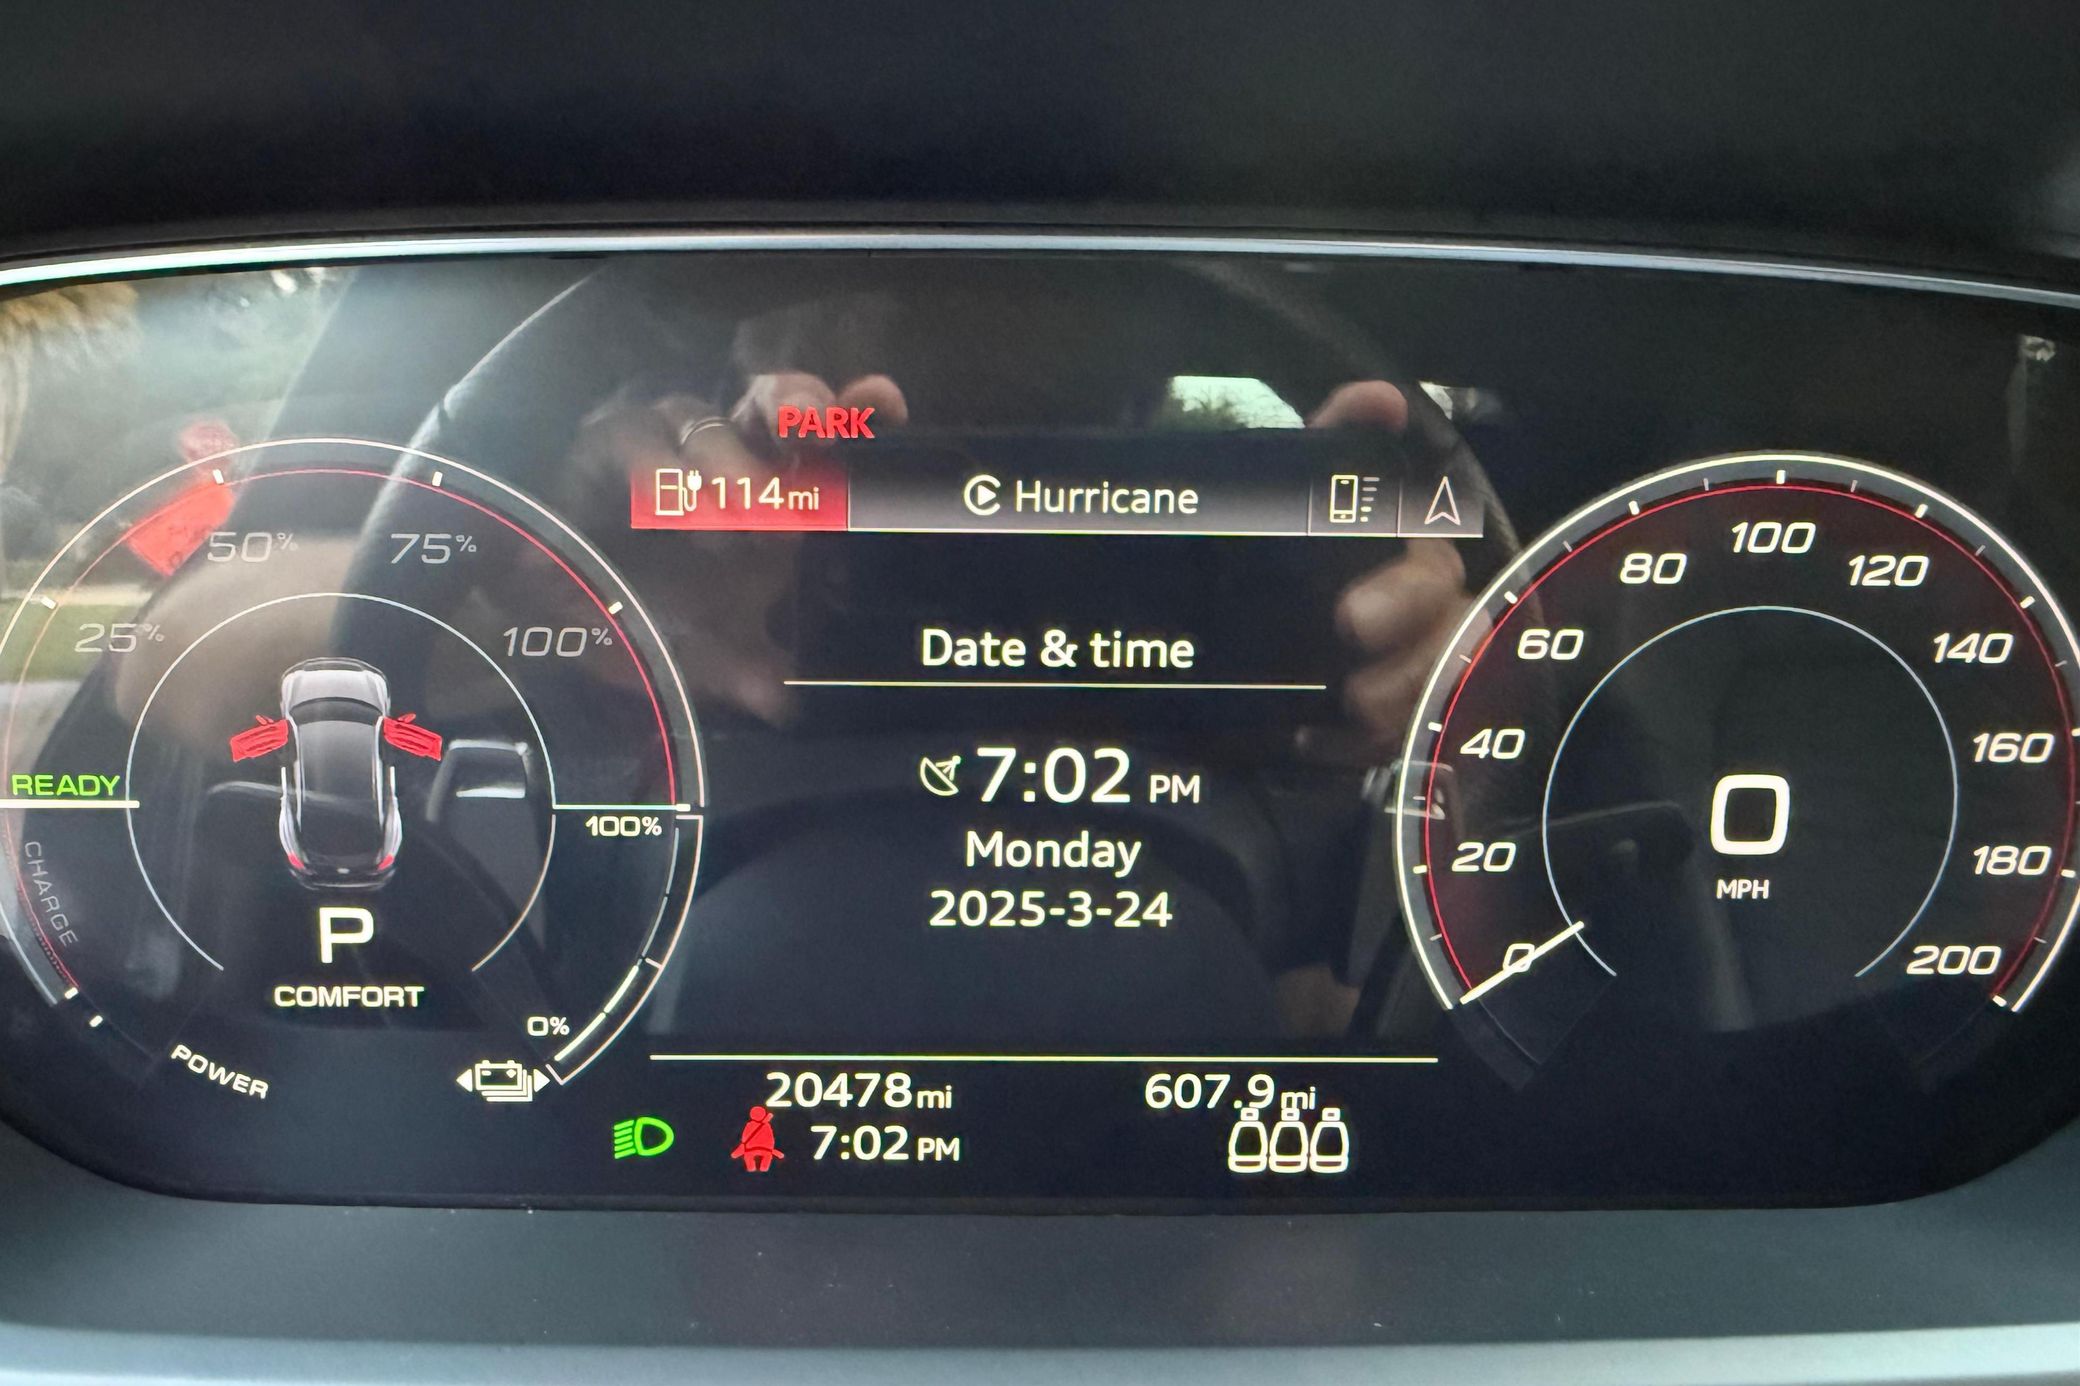 PARK
114mi
Hurricane
50%
75%
25%
100%
READY
CHARGE
P
COMFORT
POWER
100%
0%
Date & time
7:02 PM
Monday
2025-3-24
20478mi
607.9mi
7:02 PM
0
20
40
60
80
100
120
140
160
180
200
0
MPH